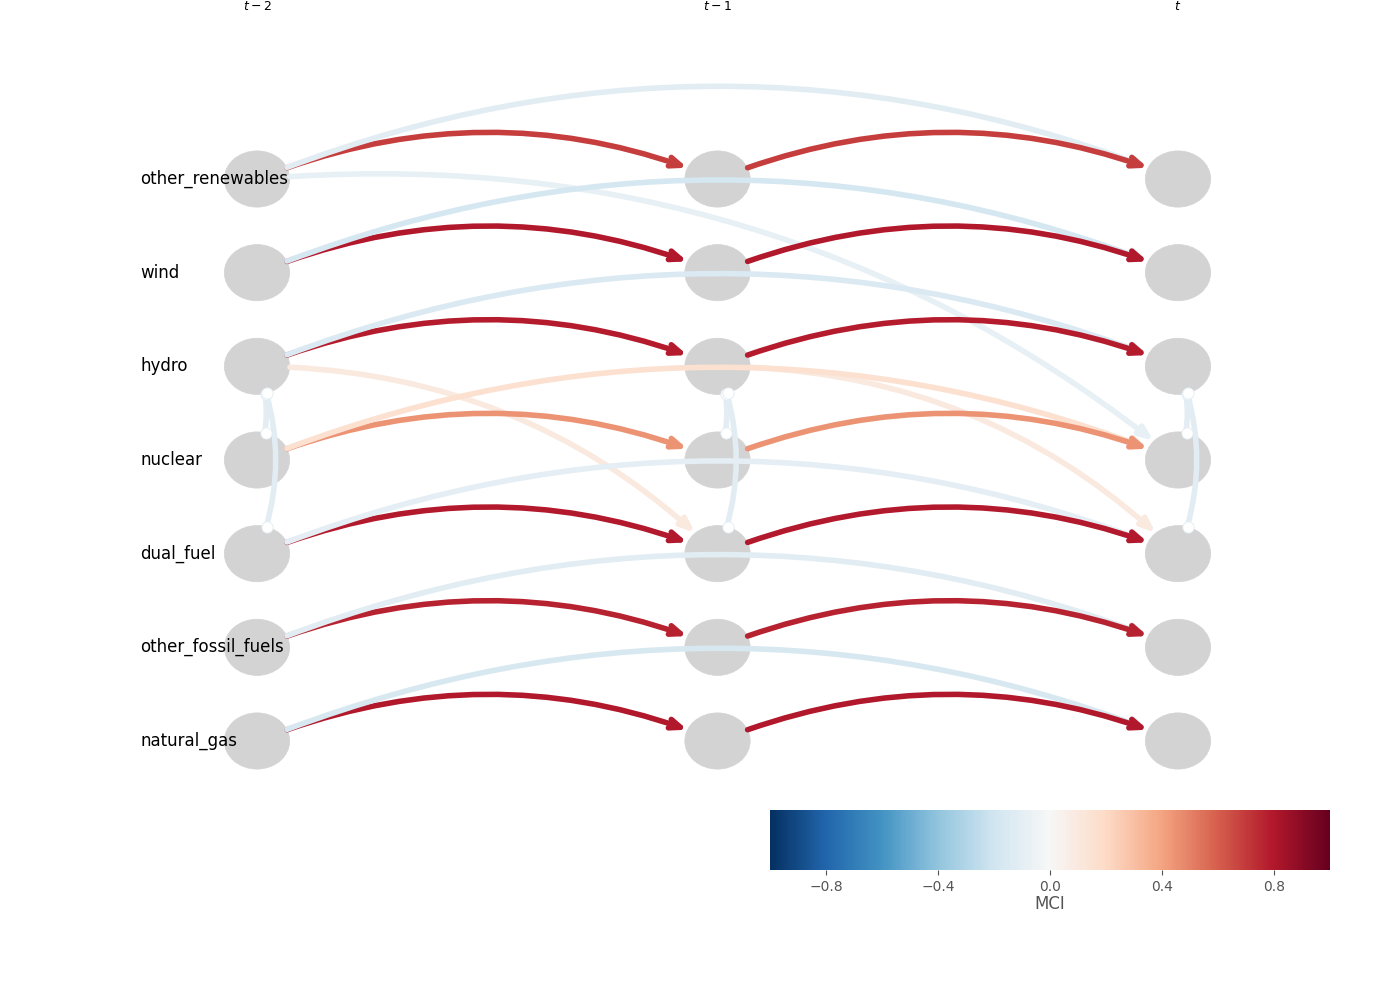 t − 2
t − 1
t
other_renewables
wind
hydro
nuclear
dual_fuel
other_fossil_fuels
natural_gas
−0.8
−0.4
0.0
0.4
0.8
MCI